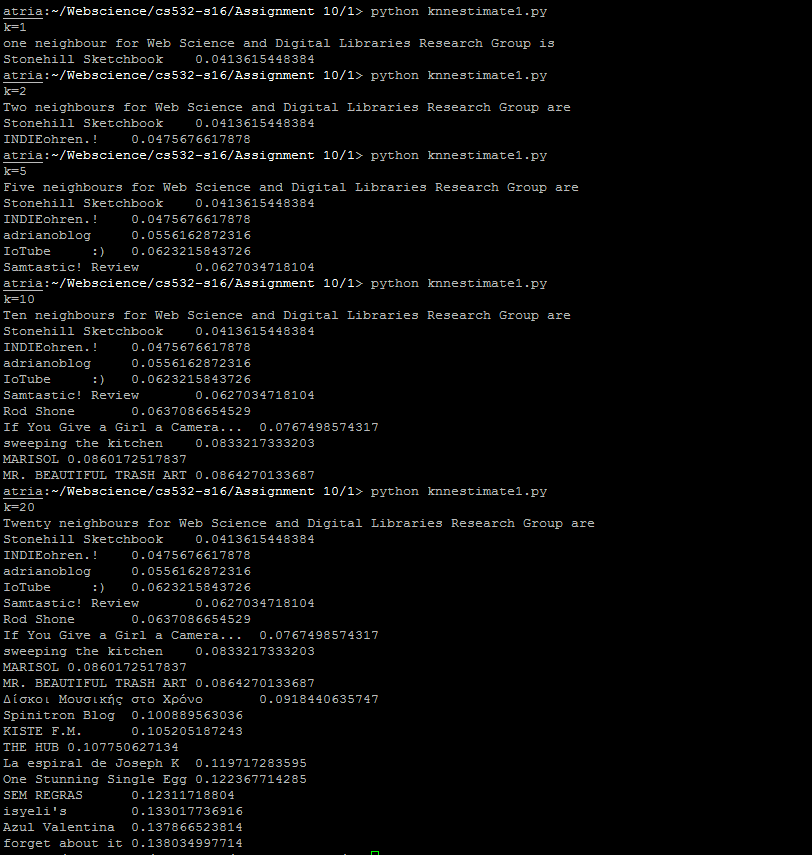 atria:~/Webscience/cs532-s16/Assignment 10/1> python knnestimate1.py
k=1
one neighbour for Web Science and Digital Libraries Research Group is
Stonehill Sketchbook    0.0413615448384
atria:~/Webscience/cs532-s16/Assignment 10/1> python knnestimate1.py
k=2
Two neighbours for Web Science and Digital Libraries Research Group are
Stonehill Sketchbook    0.0413615448384
INDIEohren.!    0.0475676617878
atria:~/Webscience/cs532-s16/Assignment 10/1> python knnestimate1.py
k=5
Five neighbours for Web Science and Digital Libraries Research Group are
Stonehill Sketchbook    0.0413615448384
INDIEohren.!    0.0475676617878
adrianoblog     0.0556162872316
IoTube     :)   0.0623215843726
Samtastic! Review       0.0627034718104
atria:~/Webscience/cs532-s16/Assignment 10/1> python knnestimate1.py
k=10
Ten neighbours for Web Science and Digital Libraries Research Group are
Stonehill Sketchbook    0.0413615448384
INDIEohren.!    0.0475676617878
adrianoblog     0.0556162872316
IoTube     :)   0.0623215843726
Samtastic! Review       0.0627034718104
Rod Shone       0.0637086654529
If You Give a Girl a Camera...  0.0767498574317
sweeping the kitchen    0.0833217333203
MARISOL 0.0860172517837
MR. BEAUTIFUL TRASH ART 0.0864270133687
atria:~/Webscience/cs532-s16/Assignment 10/1> python knnestimate1.py
k=20
Twenty neighbours for Web Science and Digital Libraries Research Group are
Stonehill Sketchbook    0.0413615448384
INDIEohren.!    0.0475676617878
adrianoblog     0.0556162872316
IoTube     :)   0.0623215843726
Samtastic! Review       0.0627034718104
Rod Shone       0.0637086654529
If You Give a Girl a Camera...  0.0767498574317
sweeping the kitchen    0.0833217333203
MARISOL 0.0860172517837
MR. BEAUTIFUL TRASH ART 0.0864270133687
Δίσκοι Μουσικής στο Χρόνο       0.0918440635747
Spinitron Blog  0.100889563036
KISTE F.M.      0.105205187243
THE HUB 0.107750627134
La espiral de Joseph K  0.119717283595
One Stunning Single Egg 0.122367714285
SEM REGRAS      0.12311718804
isyeli's        0.133017736916
Azul Valentina  0.137866523814
forget about it 0.138034997714